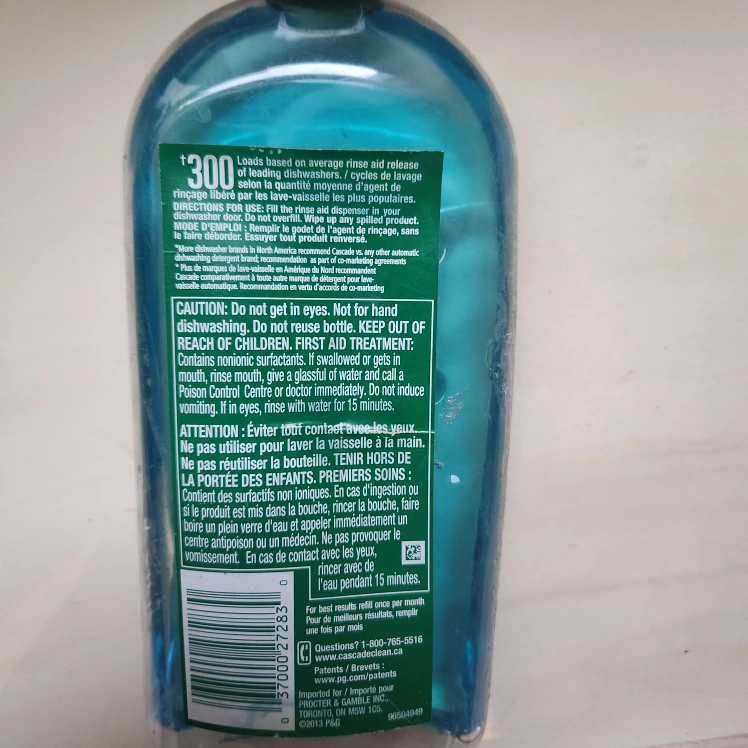 †300 Loads based on average rinse aid release
of leading dishwashers. / cycles de lavage
selon la quantité moyenne d'agent de
rinçage libéré par les lave-vaisselle les plus populaires.
DIRECTIONS FOR USE: Fill the rinse aid dispenser in your
dishwasher door. Do not overfill. Wipe up any spilled product.
MODE D'EMPLOI : Remplir le godet de l'agent de rinçage, sans
le faire déborder. Essuyer tout produit renversé.
*More dishwasher brands in North America recommend Cascade vs. any other automatic
dishwashing detergent brand; recommendation as part of co-marketing agreements
* Plus de marques de lave-vaisselle en Amérique du Nord recommandent
Cascade comparativement à toute autre marque de détergent pour lave-
vaisselle automatique. Recommandation en vertu d'accords de co-marketing
CAUTION: Do not get in eyes. Not for hand
dishwashing. Do not reuse bottle. KEEP OUT OF
REACH OF CHILDREN. FIRST AID TREATMENT:
Contains nonionic surfactants. If swallowed or gets in
mouth, rinse mouth, give a glassful of water and call a
Poison Control Centre or doctor immediately. Do not induce
vomiting. If in eyes, rinse with water for 15 minutes.
ATTENTION : Éviter tout contact avec les yeux.
Ne pas utiliser pour laver la vaisselle à la main.
Ne pas réutiliser la bouteille. TENIR HORS DE
LA PORTÉE DES ENFANTS. PREMIERS SOINS :
Contient des surfactifs non ioniques. En cas d'ingestion ou
si le produit est mis dans la bouche, rincer la bouche, faire
boire un plein verre d'eau et appeler immédiatement un
centre antipoison ou un médecin. Ne pas provoquer le
vomissement. En cas de contact avec les yeux,
rincer avec de
l'eau pendant 15 minutes.
0 37000 27283 0
For best results refill once per month
Pour de meilleurs résultats, remplir
une fois par mois
Questions? 1-800-765-5516
www.cascadeclean.ca
Patents / Brevets :
www.pg.com/patents
Imported for / Importé pour
PROCTER & GAMBLE INC.,
TORONTO, ON M5W 1C5.
©2013 P&G
96504949